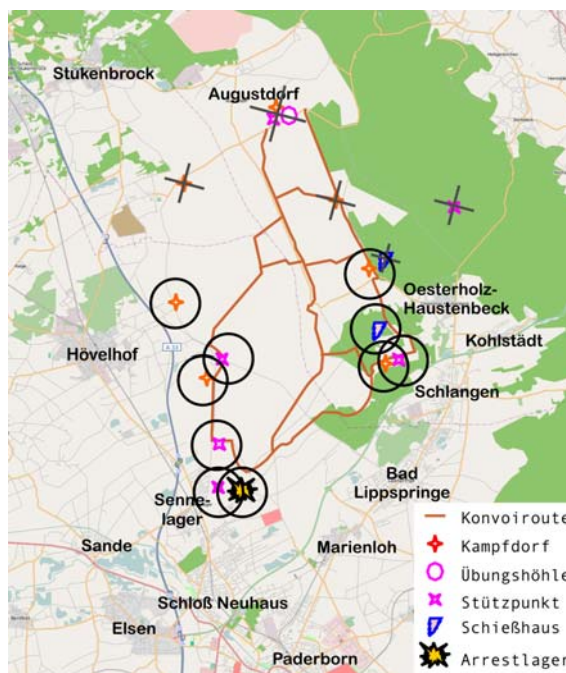 Stukenbrock
Augustdorf
Oesterholz-
Haustenbeck
Kohlstädt
Hövelhof
Schlangen
Bad
Lippspringe
Senne-
lager
Sande
Marienloh
Schloß Neuhaus
Elsen
Paderborn
Konvoiroute
Kampfdorf
Übungshöhle
Stützpunkt
Schießhaus
Arrestlager